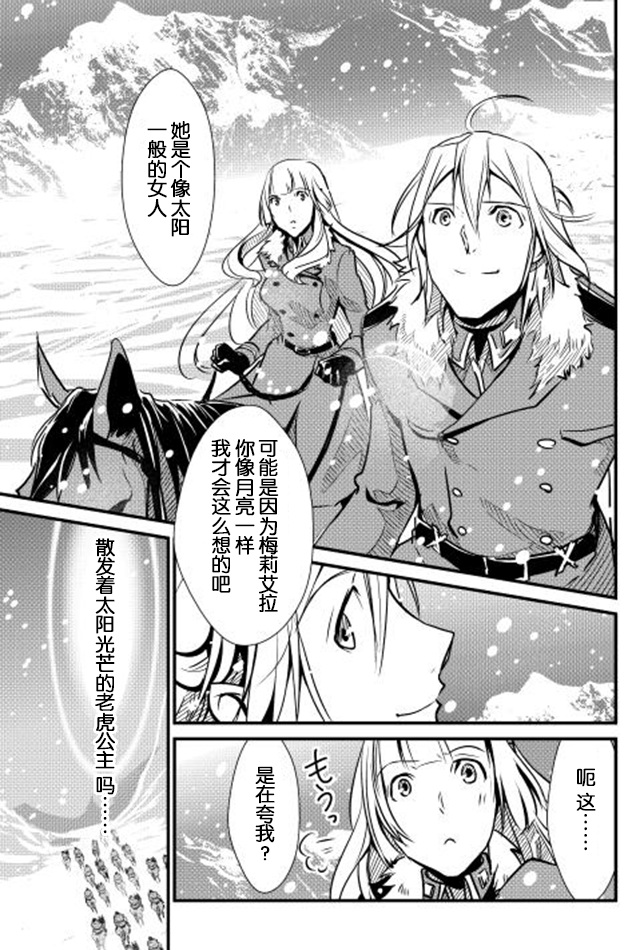 她是个像太阳
一般的女人
可能是因为梅莉艾拉
你像月亮一样
我才会这么想的吧
呃这……
もうっ
是在夸我？
散发着太阳光芒的老虎公主吗……